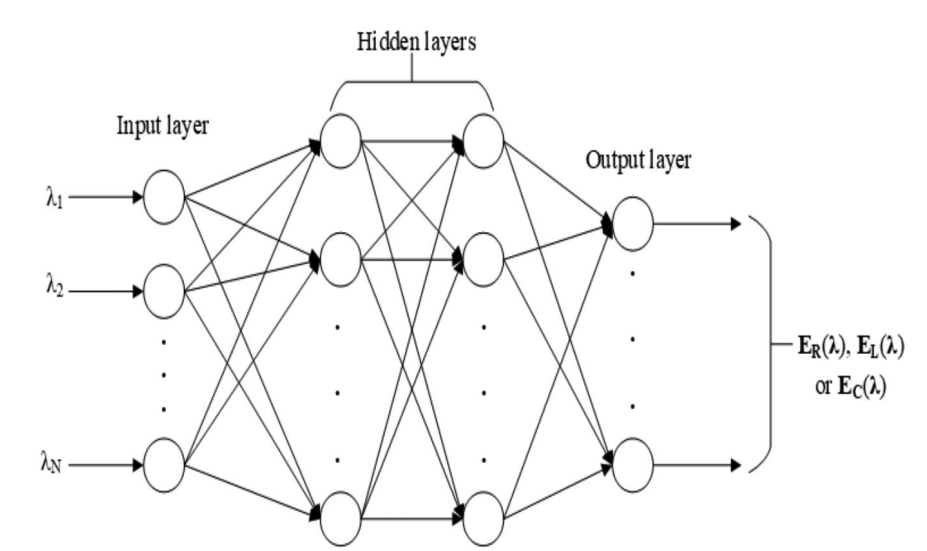 Hidden layers
Input layer
Output layer
λ1
λ2
λN
ER(λ), EL(λ)
or EC(λ)